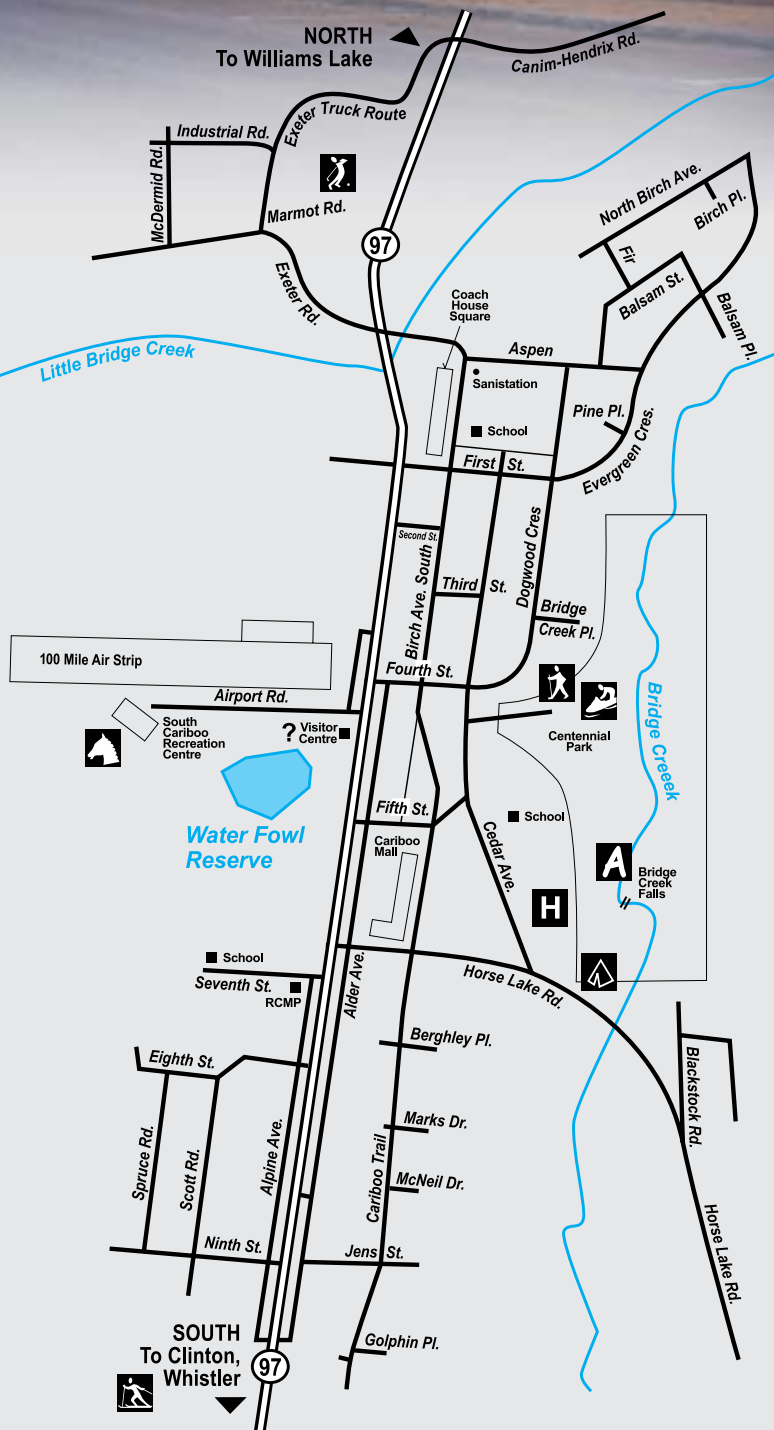 NORTH
To Williams Lake
Canim-Hendrix Rd.
Exeter Truck Route
Industrial Rd.
McDermid Rd.
Marmot Rd.
North Birch Ave.
Birch Pl.
Fir
97
Exeter Rd.
Balsam St.
Balsam Pl.
Coach
House
Square
Little Bridge Creek
Aspen
Sanistation
Pine Pl.
School
Evergreen Cres.
First St.
Second St.
Birch Ave. South
Third St.
Dogwood Cres
Bridge
Creek Pl.
100 Mile Air Strip
Fourth St.
Airport Rd.
South
Cariboo
Recreation
Centre
? Visitor
Centre
Centennial
Park
Bridge Creeek
Water Fowl
Reserve
Fifth St.
Cariboo
Mall
School
Cedar Ave.
A
Bridge
Creek
Falls
H
School
Seventh St.
RCMP
Alder Ave.
Horse Lake Rd.
Berghley Pl.
Blackstock Rd.
Eighth St.
Spruce Rd.
Scott Rd.
Alpine Ave.
Marks Dr.
Cariboo Trail
McNeil Dr.
Ninth St.
Jens St.
Horse Lake Rd.
SOUTH
To Clinton,
Whistler
97
Golphin Pl.